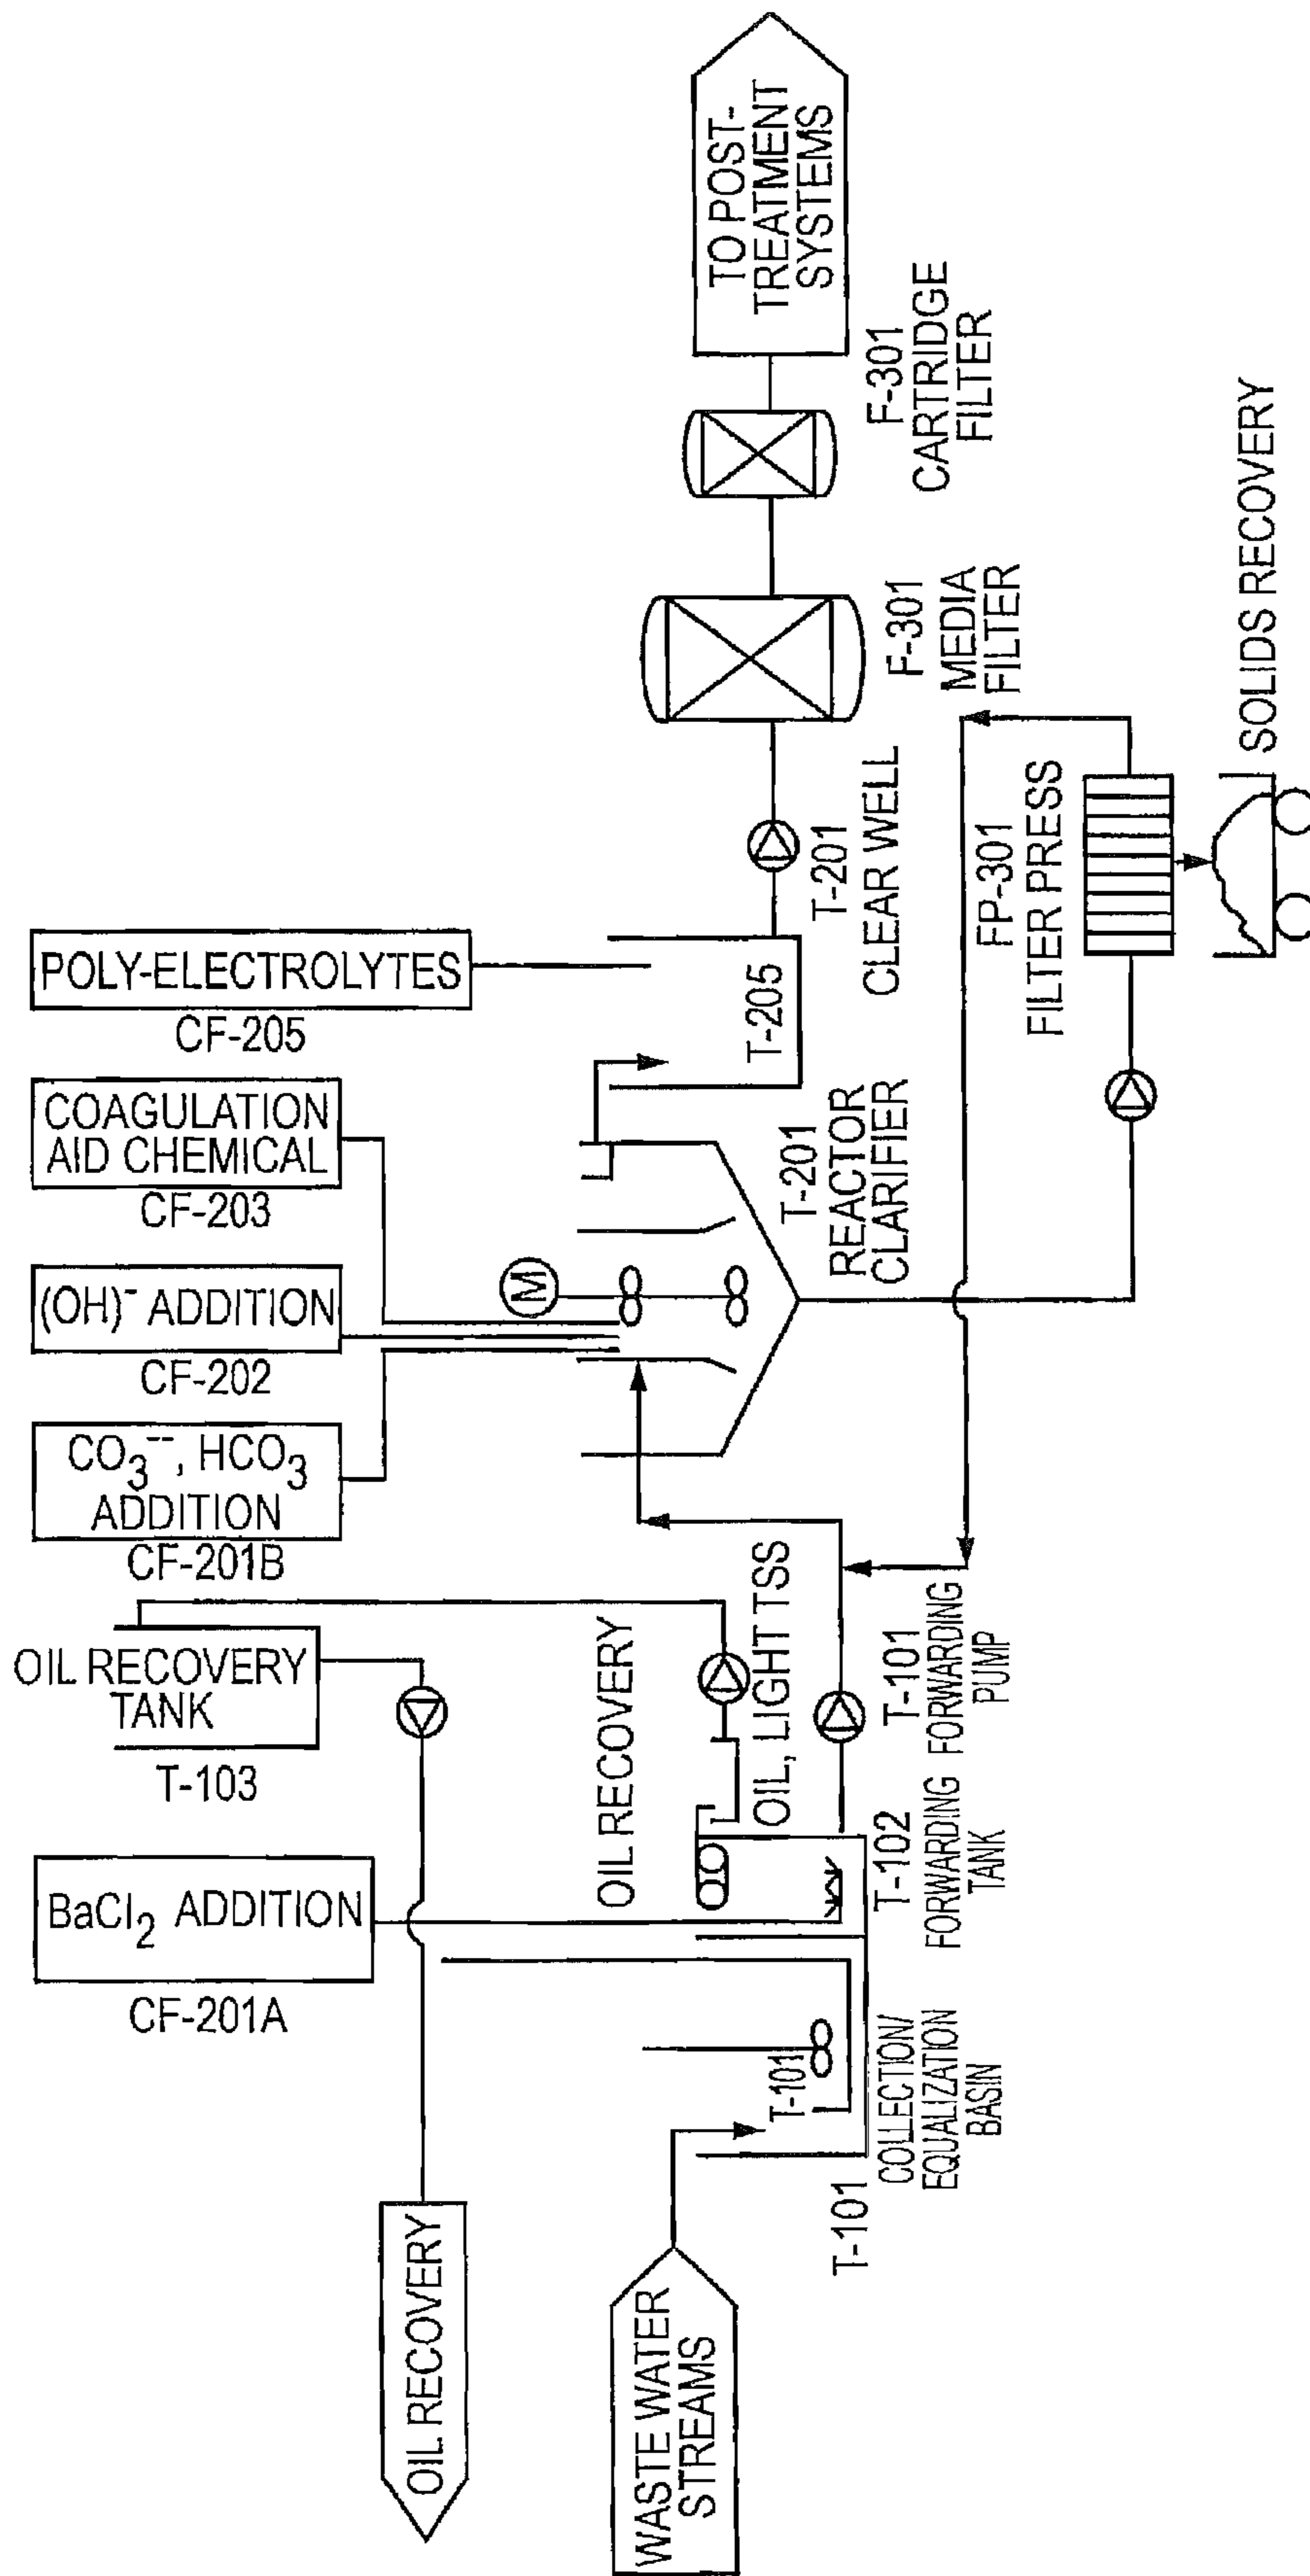 OIL RECOVERY
BaCl₂ ADDITION
CF-201A
OIL RECOVERY
TANK
T-103
CO₃⁻⁻, HCO₃
ADDITION
CF-201B
(OH)⁻ ADDITION
CF-202
COAGULATION
AID CHEMICAL
CF-203
POLY-ELECTROLYTES
CF-205
WASTE WATER
STREAMS
T-101
T-101
COLLECTION/
EQUALIZATION
BASIN
OIL RECOVERY
OIL, LIGHT TSS
T-102
FORWARDING
TANK
T-101
FORWARDING
PUMP
M
T-201
REACTOR
CLARIFIER
T-205
T-201
CLEAR WELL
F-301
MEDIA
FILTER
F-301
CARTRIDGE
FILTER
TO POST-
TREATMENT
SYSTEMS
FP-301
FILTER PRESS
SOLIDS RECOVERY